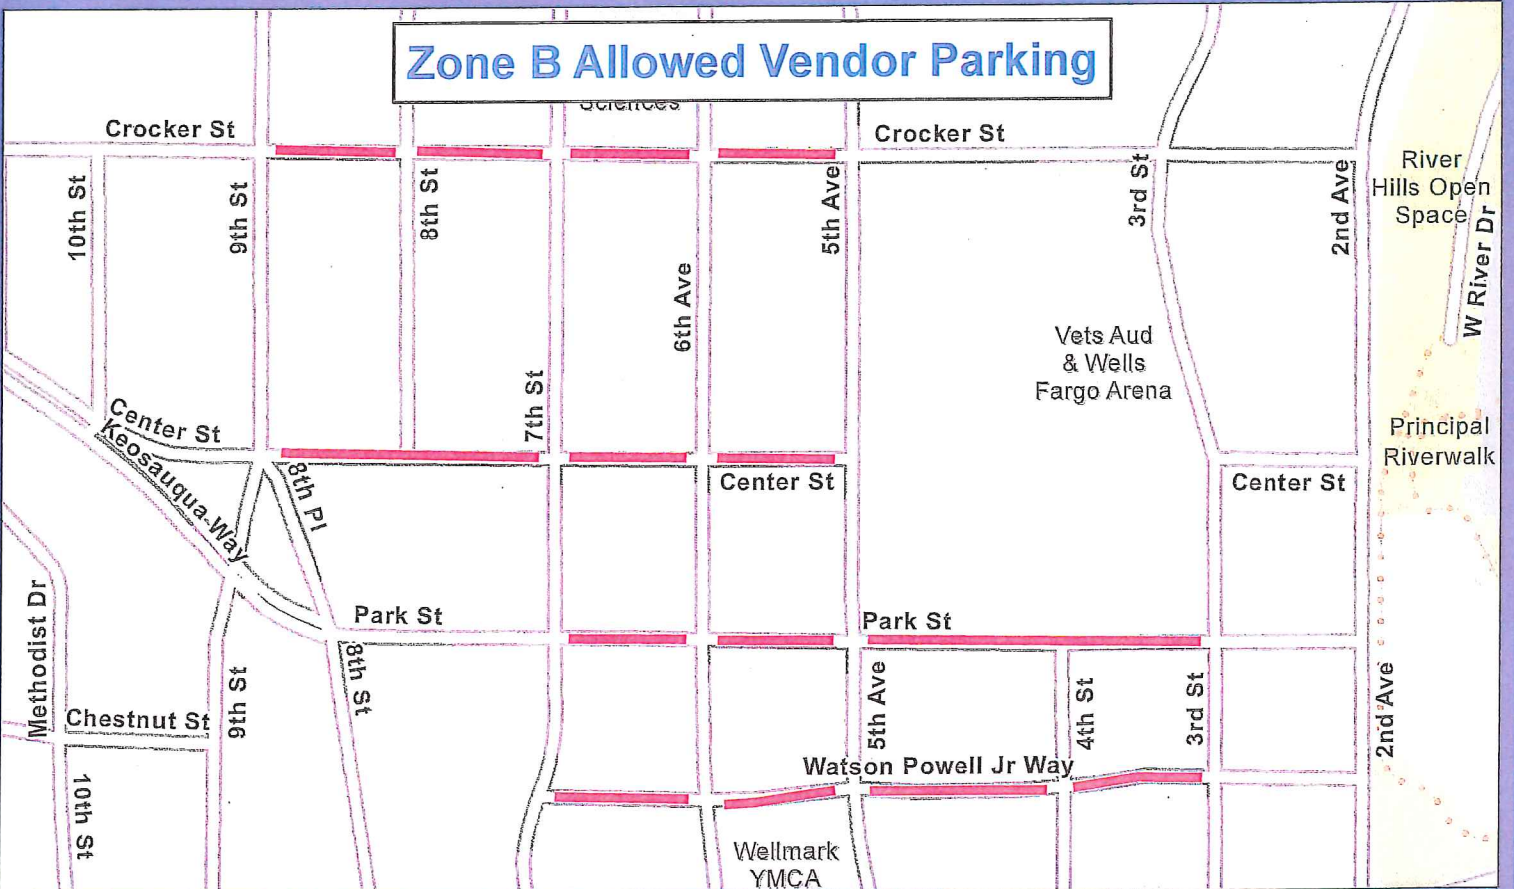 Zone B Allowed Vendor Parking
Sciences
Crocker St
Crocker St
10th St
9th St
8th St
5th Ave
3rd St
2nd Ave
River
Hills Open
Space
W River Dr
6th Ave
7th St
Vets Aud
& Wells
Fargo Arena
Center St
Keosauqua Way
8th Pl
Center St
Center St
Principal
Riverwalk
Methodist Dr
Park St
Park St
8th St
9th St
5th Ave
4th St
3rd St
2nd Ave
Chestnut St
Watson Powell Jr Way
10th St
Wellmark
YMCA